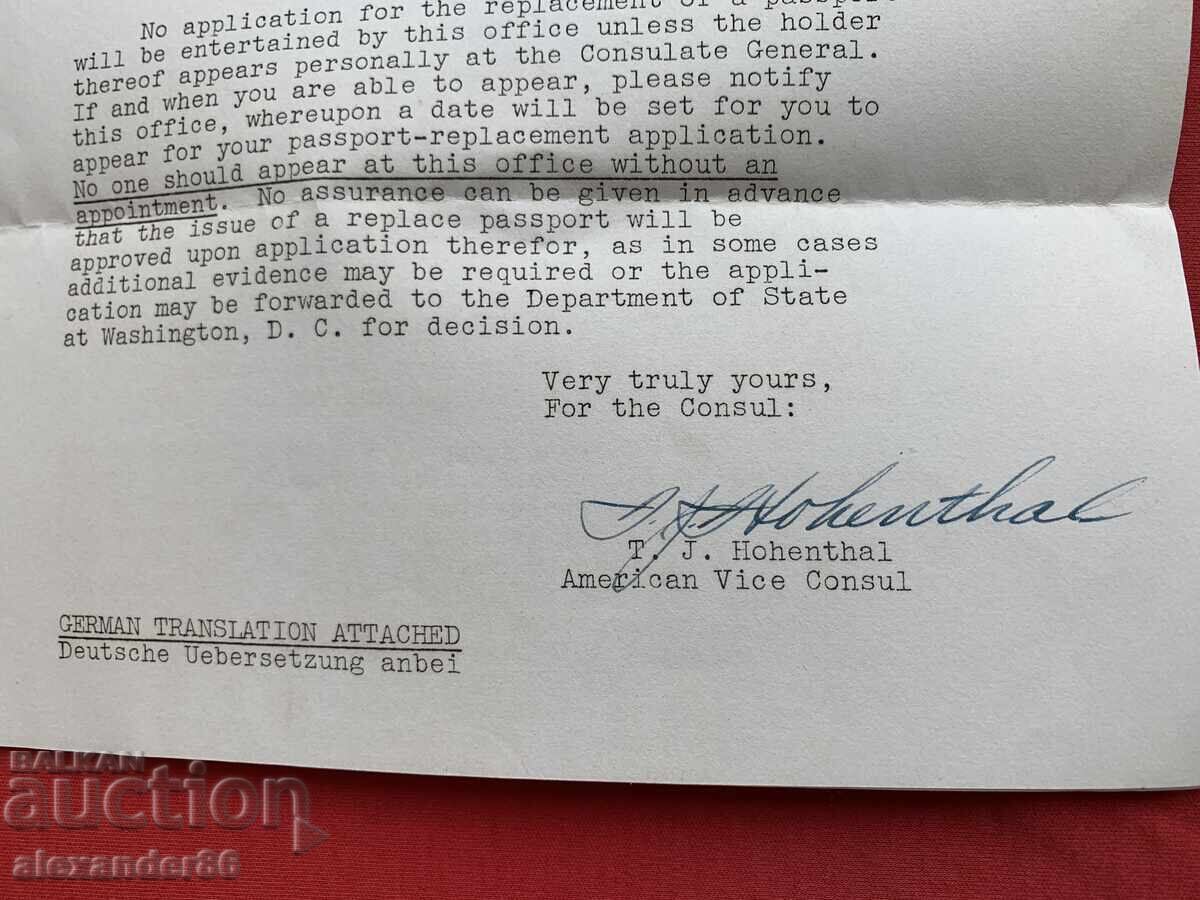 No application for the replacement of a passport
will be entertained by this office unless the holder
thereof appears personally at the Consulate General.
If and when you are able to appear, please notify
this office, whereupon a date will be set for you to
appear for your passport-replacement application.
No one should appear at this office without an
appointment. No assurance can be given in advance
that the issue of a replace passport will be
approved upon application therefor, as in some cases
additional evidence may be required or the appli-
cation may be forwarded to the Department of State
at Washington, D. C. for decision.
Very truly yours,
For the Consul:
T. J. Hohenthal
T. J. Hohenthal
American Vice Consul
GERMAN TRANSLATION ATTACHED
Deutsche Uebersetzung anbei
BALKAN
auction
alexander86